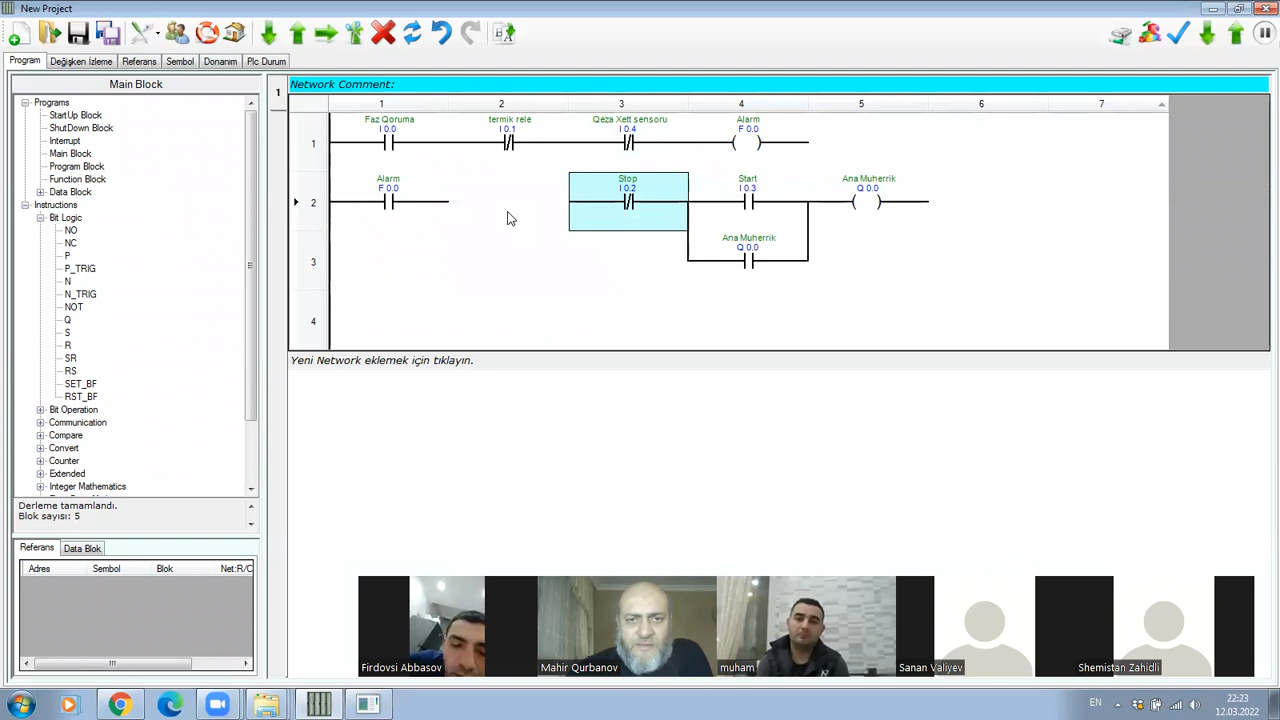 New Project
Program
Değişken İzleme
Referans
Sembol
Donanım
Plc Durum
Main Block
Programs
StartUp Block
ShutDown Block
Interrupt
Main Block
Program Block
Function Block
Data Block
Instructions
Bit Logic
NO
NC
P
P_TRIG
N
N_TRIG
NOT
Q
S
R
SR
RS
SET_BF
RST_BF
Bit Operation
Communication
Compare
Convert
Counter
Extended
Integer Mathematics
Derleme tamamlandı.
Blok sayısı: 5
Referans
Data Blok
Adres Sembol Blok Net:R/C
1
Network Comment:
1 2 3 4 5 6 7
Faz Qoruma termik rele Qeza Xett sensoru Alarm
1 I 0.0 I 0.1 I 0.4 F 0.0
Alarm Stop Start Ana Muherrik
2 F 0.0 I 0.2 I 0.3 Q 0.0
Ana Muherrik
3 Q 0.0
4
Yeni Network eklemek için tıklayın.
Firdovsi Abbasov
Mahir Qurbanov
muham
Sanan Valiyev
Shemistan Zahidli
EN
22:23
12.03.2022